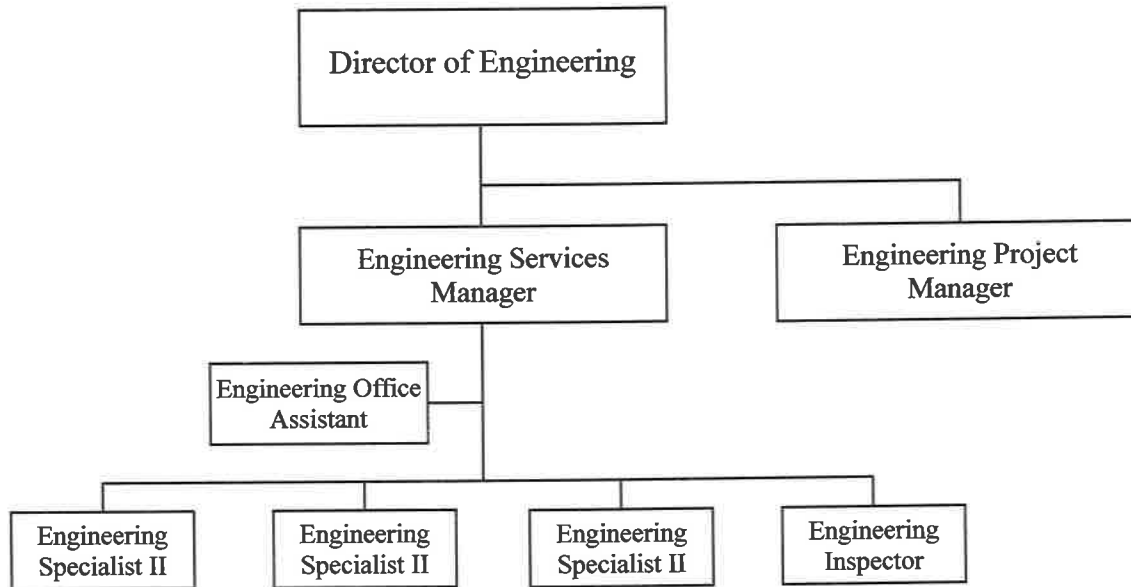 Director of Engineering
Engineering Services
Manager
Engineering Project
Manager
Engineering Office
Assistant
Engineering
Specialist II
Engineering
Specialist II
Engineering
Specialist II
Engineering
Inspector